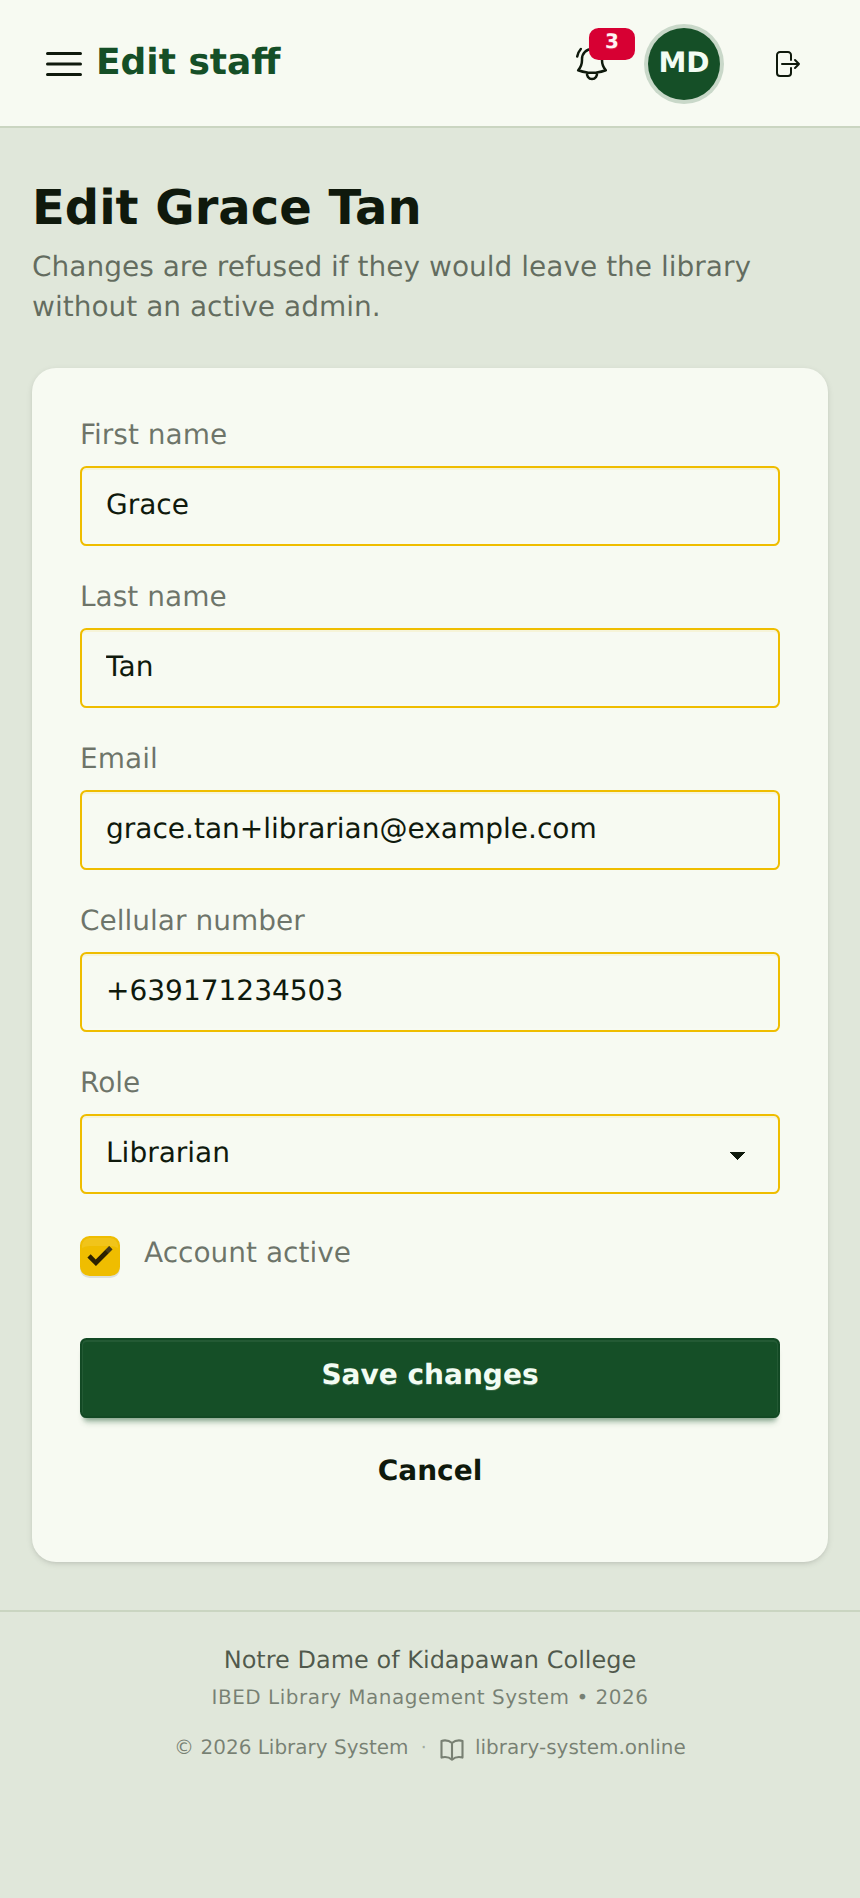 Edit staff
3
MD
Edit Grace Tan
Changes are refused if they would leave the library
without an active admin.
First name
Grace
Last name
Tan
Email
grace.tan+librarian@example.com
Cellular number
+639171234503
Role
Librarian
Account active
Save changes
Cancel
Notre Dame of Kidapawan College
IBED Library Management System • 2026
© 2026 Library System · library-system.online